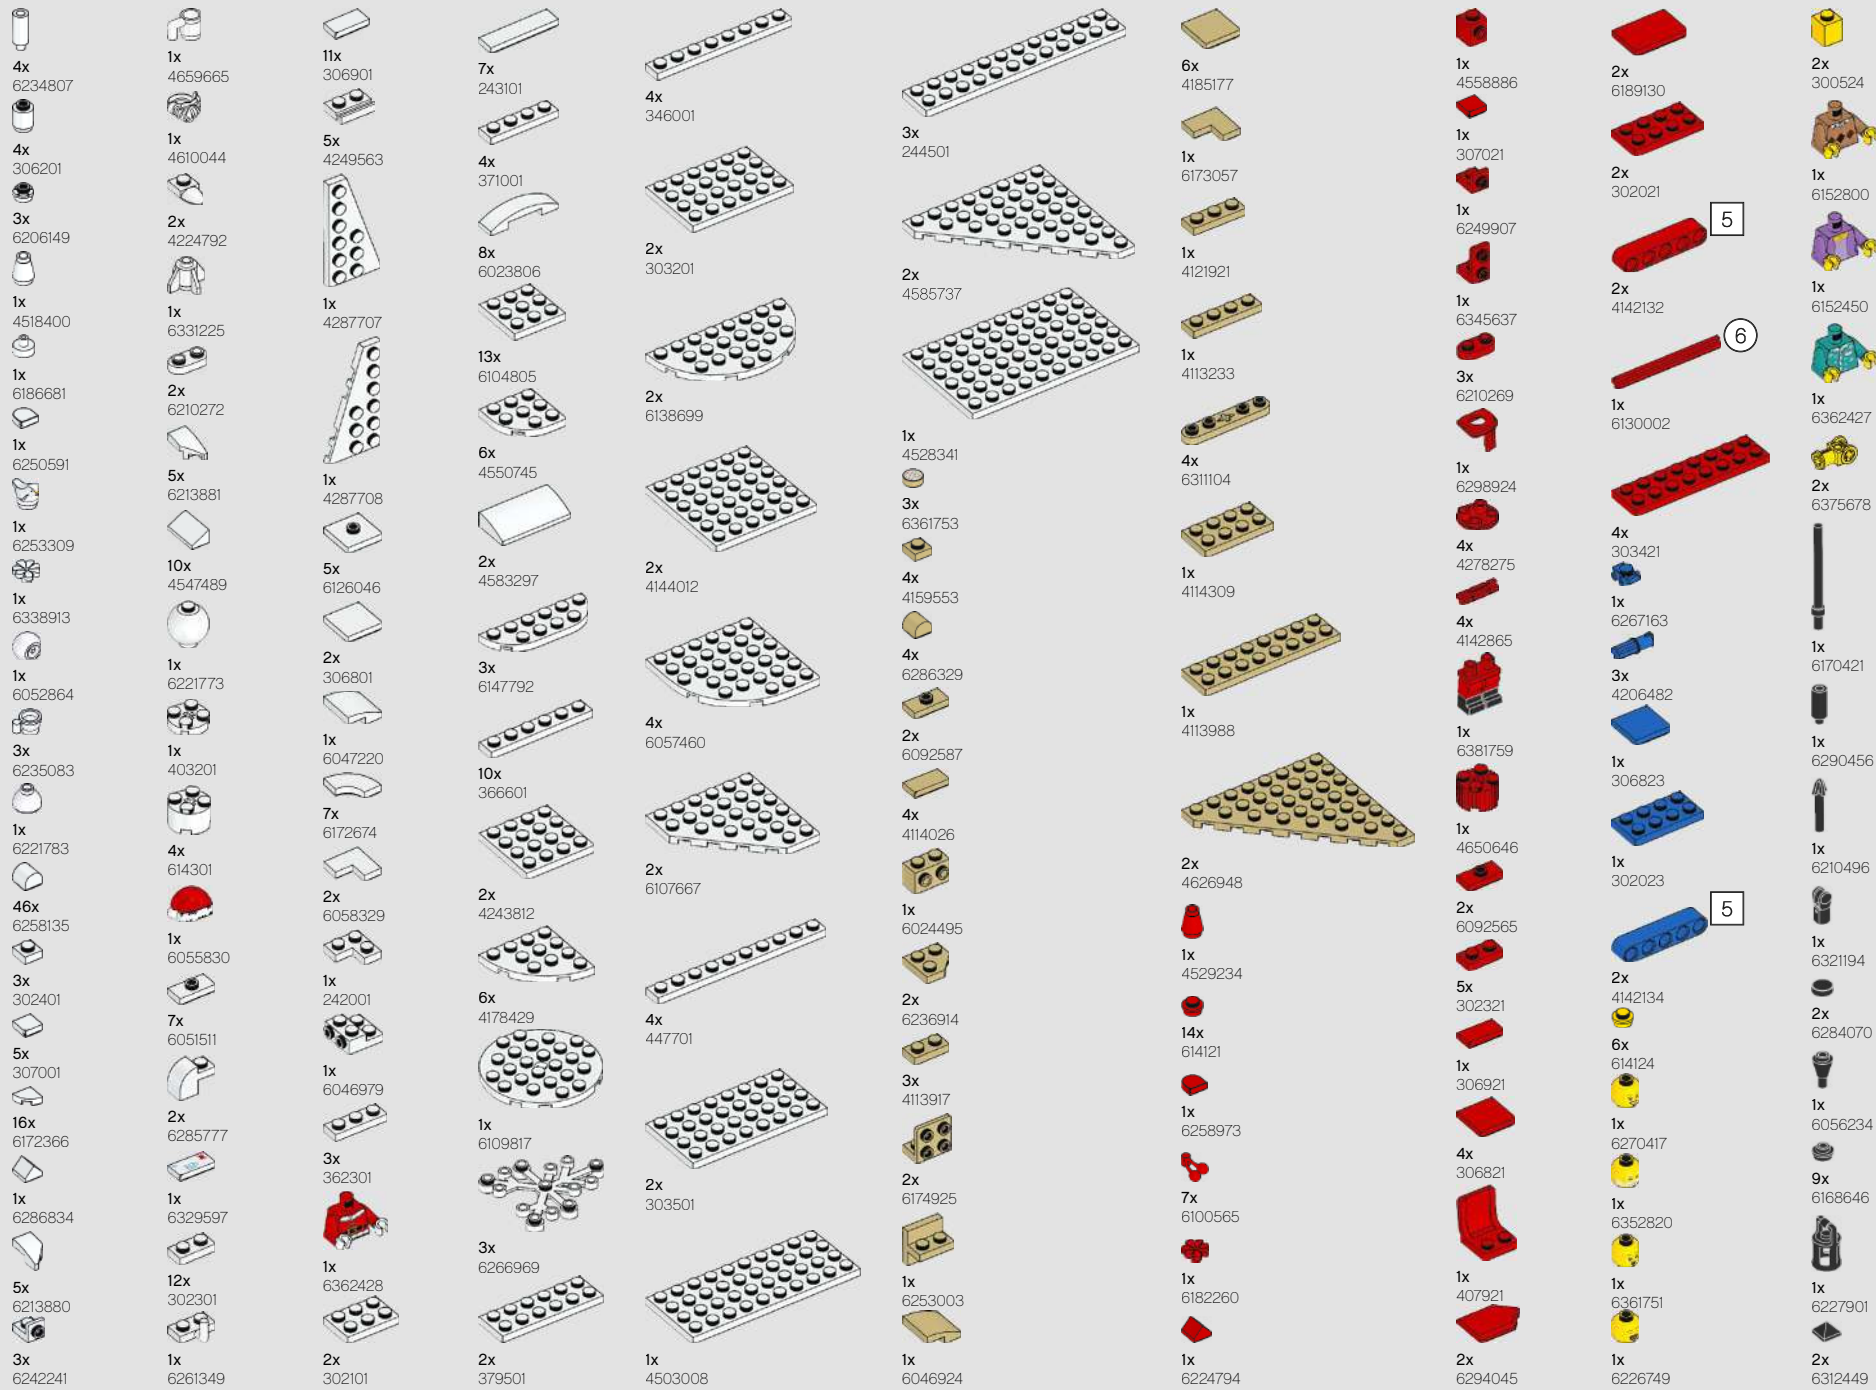 4x
6234807
4x
306201
3x
6206149
1x
4518400
1x
6186681
1x
6250591
1x
6253309
1x
6338913
1x
6052864
3x
6235083
1x
6221783
46x
6258135
3x
302401
5x
307001
16x
6172366
1x
6286834
5x
6213880
3x
6242241
1x
4659665
1x
4610044
2x
4224792
1x
6331225
2x
6210272
5x
6213881
10x
4547489
1x
6221773
1x
403201
4x
614301
1x
6055830
7x
6051511
2x
6285777
1x
6329597
12x
302301
1x
6261349
11x
306901
5x
4249563
1x
4287707
1x
4287708
5x
6126046
2x
306801
1x
6047220
7x
6172674
2x
6058329
1x
242001
1x
6046979
3x
362301
1x
6362428
2x
302101
7x
243101
4x
371001
8x
6023806
13x
6104805
6x
4550745
2x
4583297
3x
6147792
10x
366601
2x
4243812
6x
4178429
1x
6109817
3x
6266969
2x
379501
4x
346001
2x
303201
2x
6138699
2x
4144012
4x
6057460
2x
6107667
4x
447701
2x
303501
1x
4503008
3x
244501
2x
4585737
1x
4528341
3x
6361753
4x
4159553
4x
6286329
2x
6092587
4x
4114026
1x
6024495
2x
6236914
3x
4113917
2x
6174925
1x
6253003
1x
6046924
6x
4185177
1x
6173057
1x
4121921
1x
4113233
4x
6311104
1x
4114309
1x
4113988
2x
4626948
1x
4529234
14x
614121
1x
6258973
7x
6100565
1x
6182260
1x
6224794
1x
4558886
1x
307021
1x
6249907
1x
6345637
3x
6210269
1x
6298924
4x
4278275
4x
4142865
1x
6381759
1x
4650646
2x
6092565
5x
302321
1x
306921
4x
306821
1x
407921
2x
6294045
2x
6189130
2x
302021
5
2x
4142132
6
1x
6130002
4x
303421
1x
6267163
3x
4206482
1x
306823
1x
302023
5
2x
4142134
6x
614124
1x
6270417
1x
6352820
1x
6361751
1x
6226749
2x
300524
1x
6152800
1x
6152450
1x
6362427
2x
6375678
1x
6170421
1x
6290456
1x
6210496
1x
6321194
2x
6284070
1x
6056234
9x
6168646
1x
6227901
2x
6312449